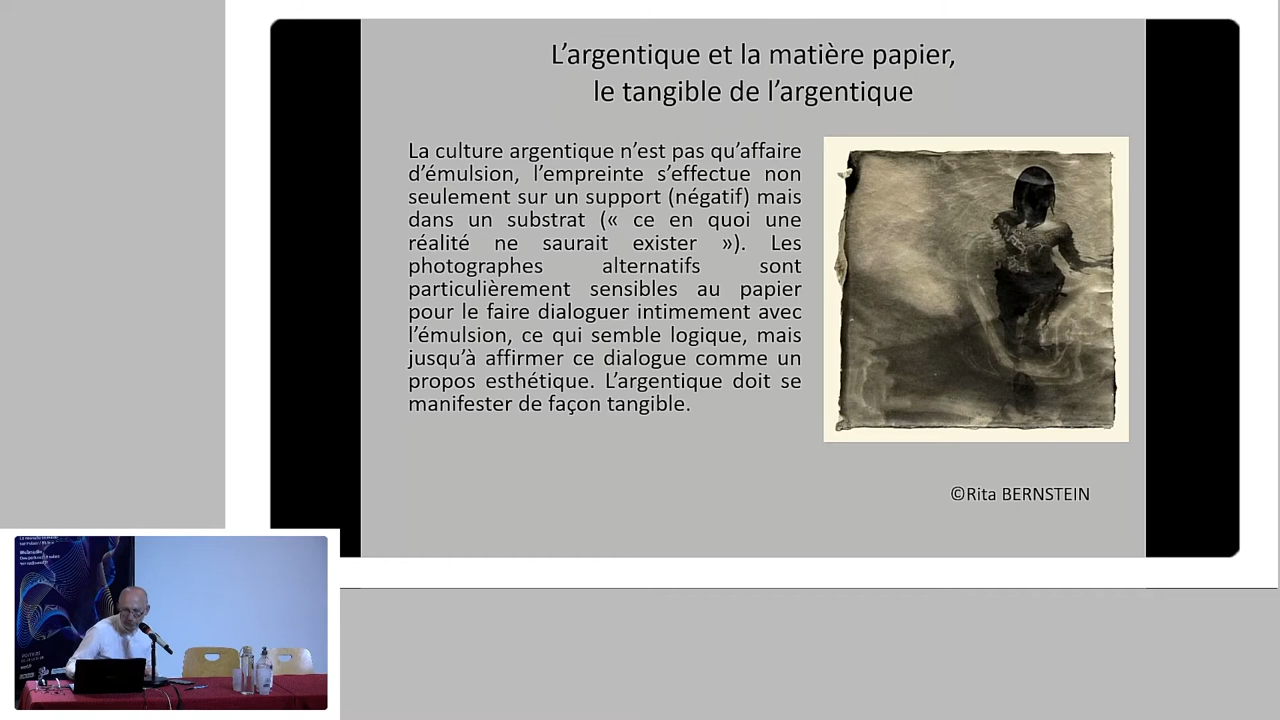 L’argentique et la matière papier,
le tangible de l’argentique
La culture argentique n’est pas qu’affaire
d’émulsion, l’empreinte s’effectue non
seulement sur un support (négatif) mais
dans un substrat (« ce en quoi une
réalité ne saurait exister »). Les
photographes alternatifs sont
particulièrement sensibles au papier
pour le faire dialoguer intimement avec
l’émulsion, ce qui semble logique, mais
jusqu’à affirmer ce dialogue comme un
propos esthétique. L’argentique doit se
manifester de façon tangible.
©Rita BERNSTEIN